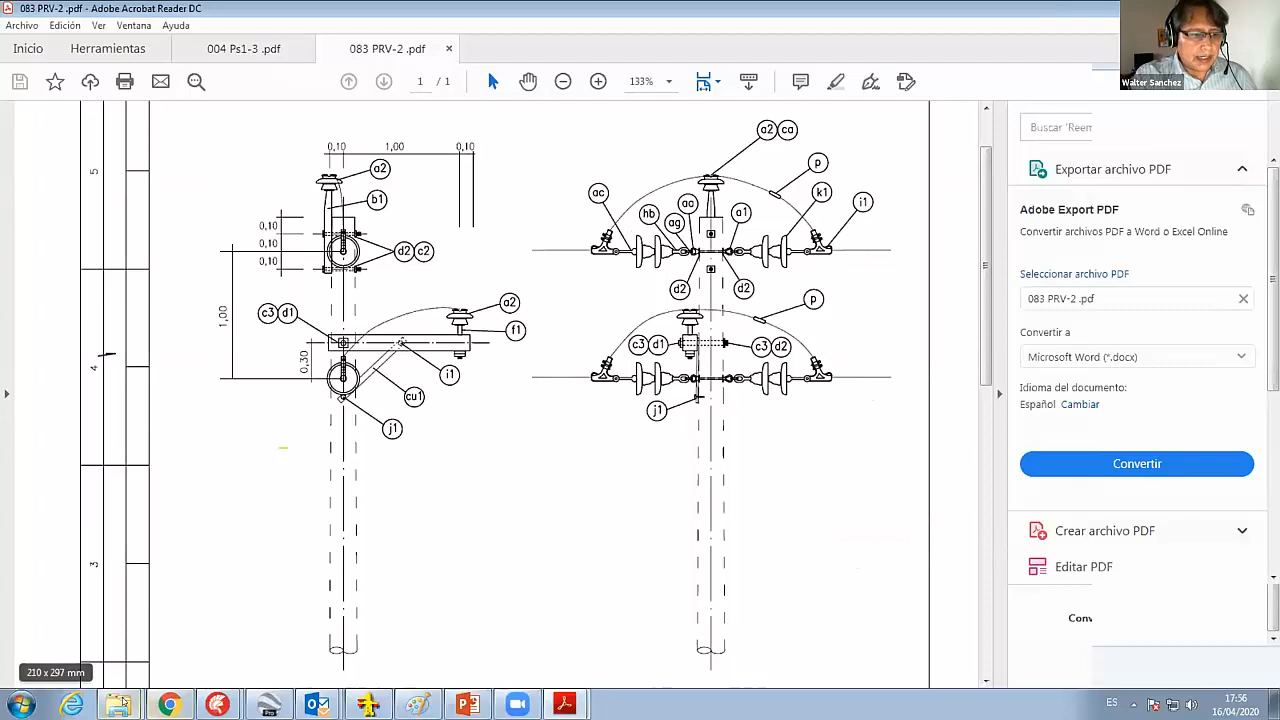 083 PRV-2 .pdf - Adobe Acrobat Reader DC
Archivo Edición Ver Ventana Ayuda
Inicio Herramientas 004 Ps1-3 .pdf 083 PRV-2 .pdf ×
1 / 1 133%
Walter Sanchez
5
4
3
0,10 1,00 0,10
a2
b1
0,10
0,10
0,10
d2 c2
1,00
c3 d1
a2
f1
0,30
i1
cu1
j1
a2 ca
p
ac
hb
ag
aa
a1
k1
i1
d2
d2
p
c3 d1
c3 d2
j1
210 x 297 mm
Buscar 'Reem
Exportar archivo PDF
Adobe Export PDF
Convertir archivos PDF a Word o Excel Online
Seleccionar archivo PDF
083 PRV-2 .pdf
Convertir a
Microsoft Word (*.docx)
Idioma del documento:
Español Cambiar
Convertir
Crear archivo PDF
Editar PDF
Conv
ES 17:56
16/04/2020